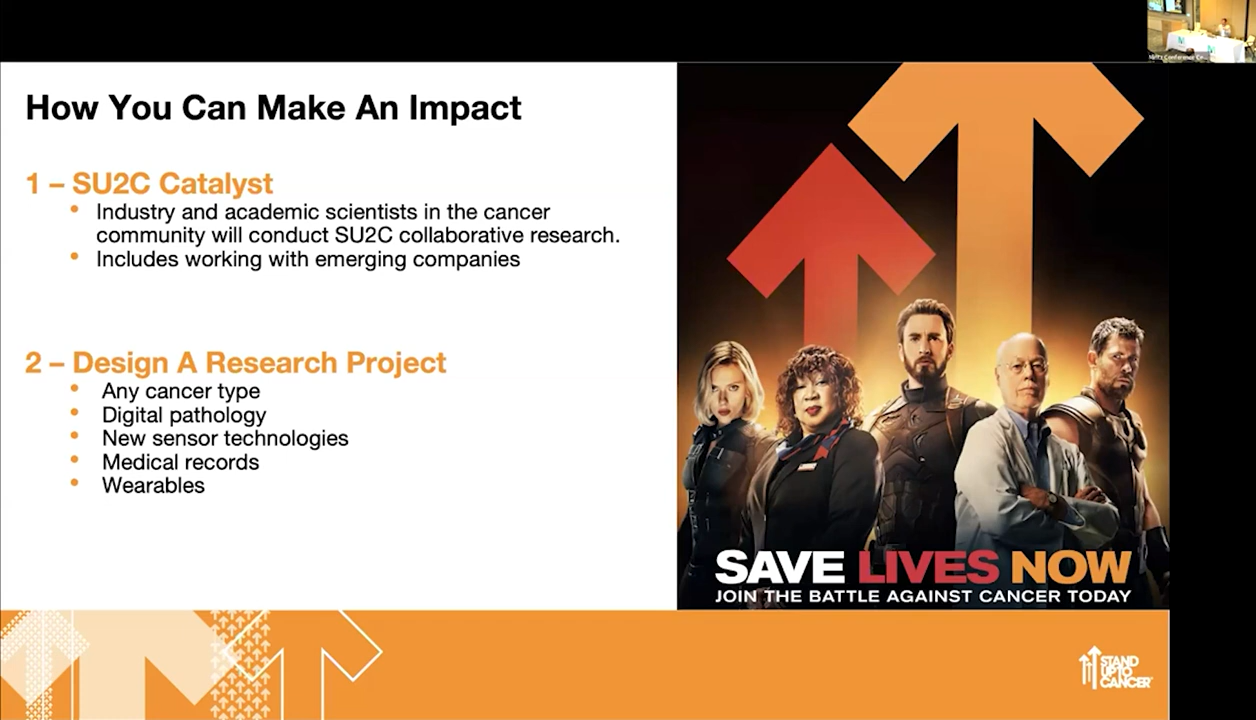 How You Can Make An Impact
1 – SU2C Catalyst
• Industry and academic scientists in the cancer
community will conduct SU2C collaborative research.
• Includes working with emerging companies
2 – Design A Research Project
• Any cancer type
• Digital pathology
• New sensor technologies
• Medical records
• Wearables
SAVE LIVES NOW
JOIN THE BATTLE AGAINST CANCER TODAY
STAND
UP TO
CANCER